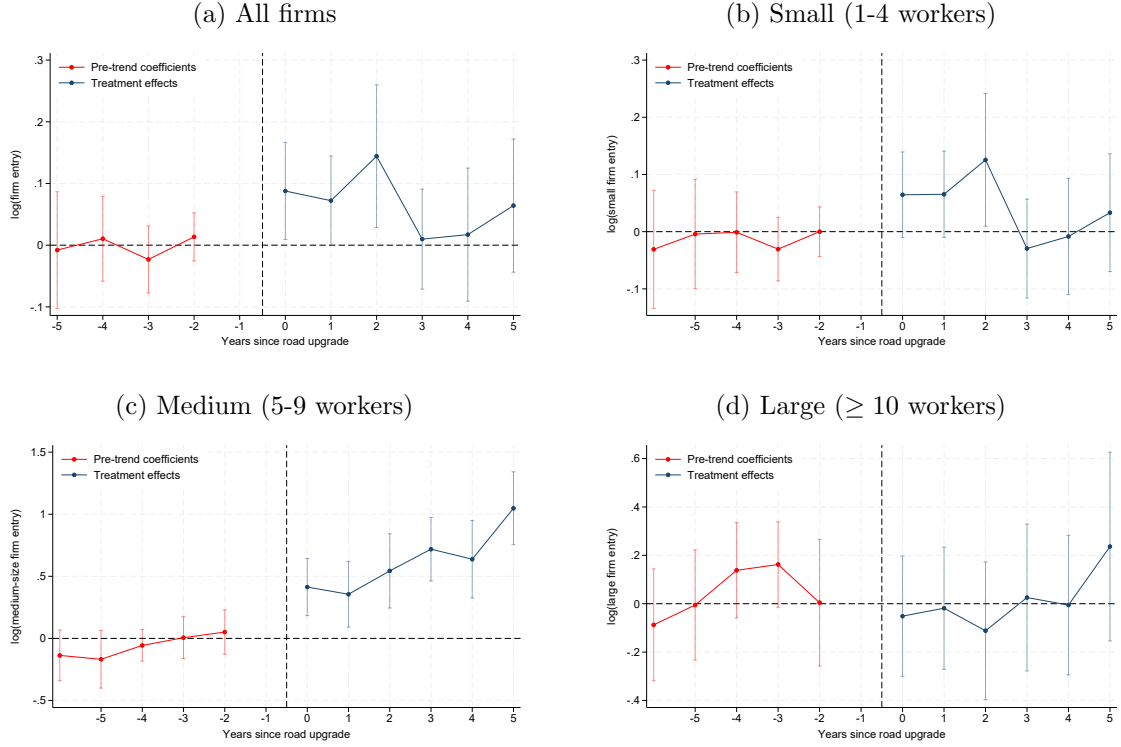 (a) All firms
Pre-trend coefficients
Treatment effects
log(firm entry)
.3
.2
.1
0
-.1
-5 -4 -3 -2 -1 0 1 2 3 4 5
Years since road upgrade
(b) Small (1-4 workers)
Pre-trend coefficients
Treatment effects
log(small firm entry)
.3
.2
.1
0
-.1
-5 -4 -3 -2 -1 0 1 2 3 4 5
Years since road upgrade
(c) Medium (5-9 workers)
Pre-trend coefficients
Treatment effects
log(medium-size firm entry)
1.5
1
.5
0
-.5
-5 -4 -3 -2 -1 0 1 2 3 4 5
Years since road upgrade
(d) Large (≥ 10 workers)
Pre-trend coefficients
Treatment effects
log(large firm entry)
.6
.4
.2
0
-.2
-.4
-5 -4 -3 -2 -1 0 1 2 3 4 5
Years since road upgrade